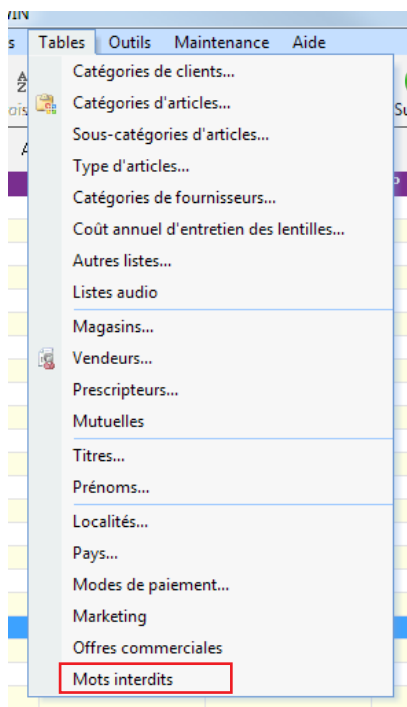 WIN
s Tables Outils Maintenance Aide
Catégories de clients...
Catégories d'articles...
Sous-catégories d'articles...
Type d'articles...
Catégories de fournisseurs...
Coût annuel d'entretien des lentilles...
Autres listes...
Listes audio
Magasins...
Vendeurs...
Prescripteurs...
Mutuelles
Titres...
Prénoms...
Localités...
Pays...
Modes de paiement...
Marketing
Offres commerciales
Mots interdits